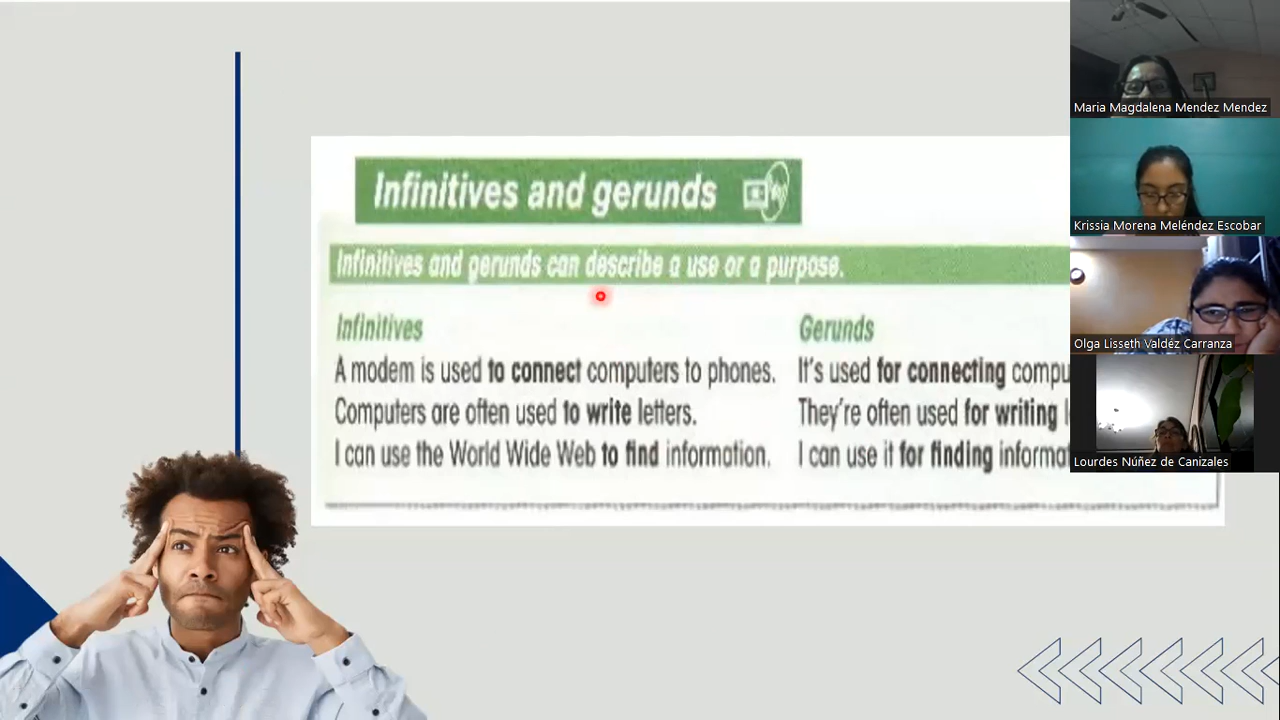 Infinitives and gerunds
Infinitives and gerunds can describe a use or a purpose.
Infinitives
A modem is used to connect computers to phones.
Computers are often used to write letters.
I can use the World Wide Web to find information.
Gerunds
It's used for connecting compu
They're often used for writing
I can use it for finding informat
Maria Magdalena Mendez Mendez
Krissia Morena Meléndez Escobar
Olga Lisseth Valdéz Carranza
Lourdes Núñez de Canizales